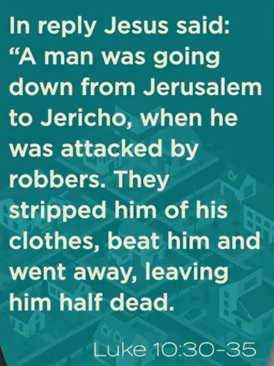 In reply Jesus said:
“A man was going
down from Jerusalem
to Jericho, when he
was attacked by
robbers. They
stripped him of his
clothes, beat him and
went away, leaving
him half dead.
Luke 10:30-35